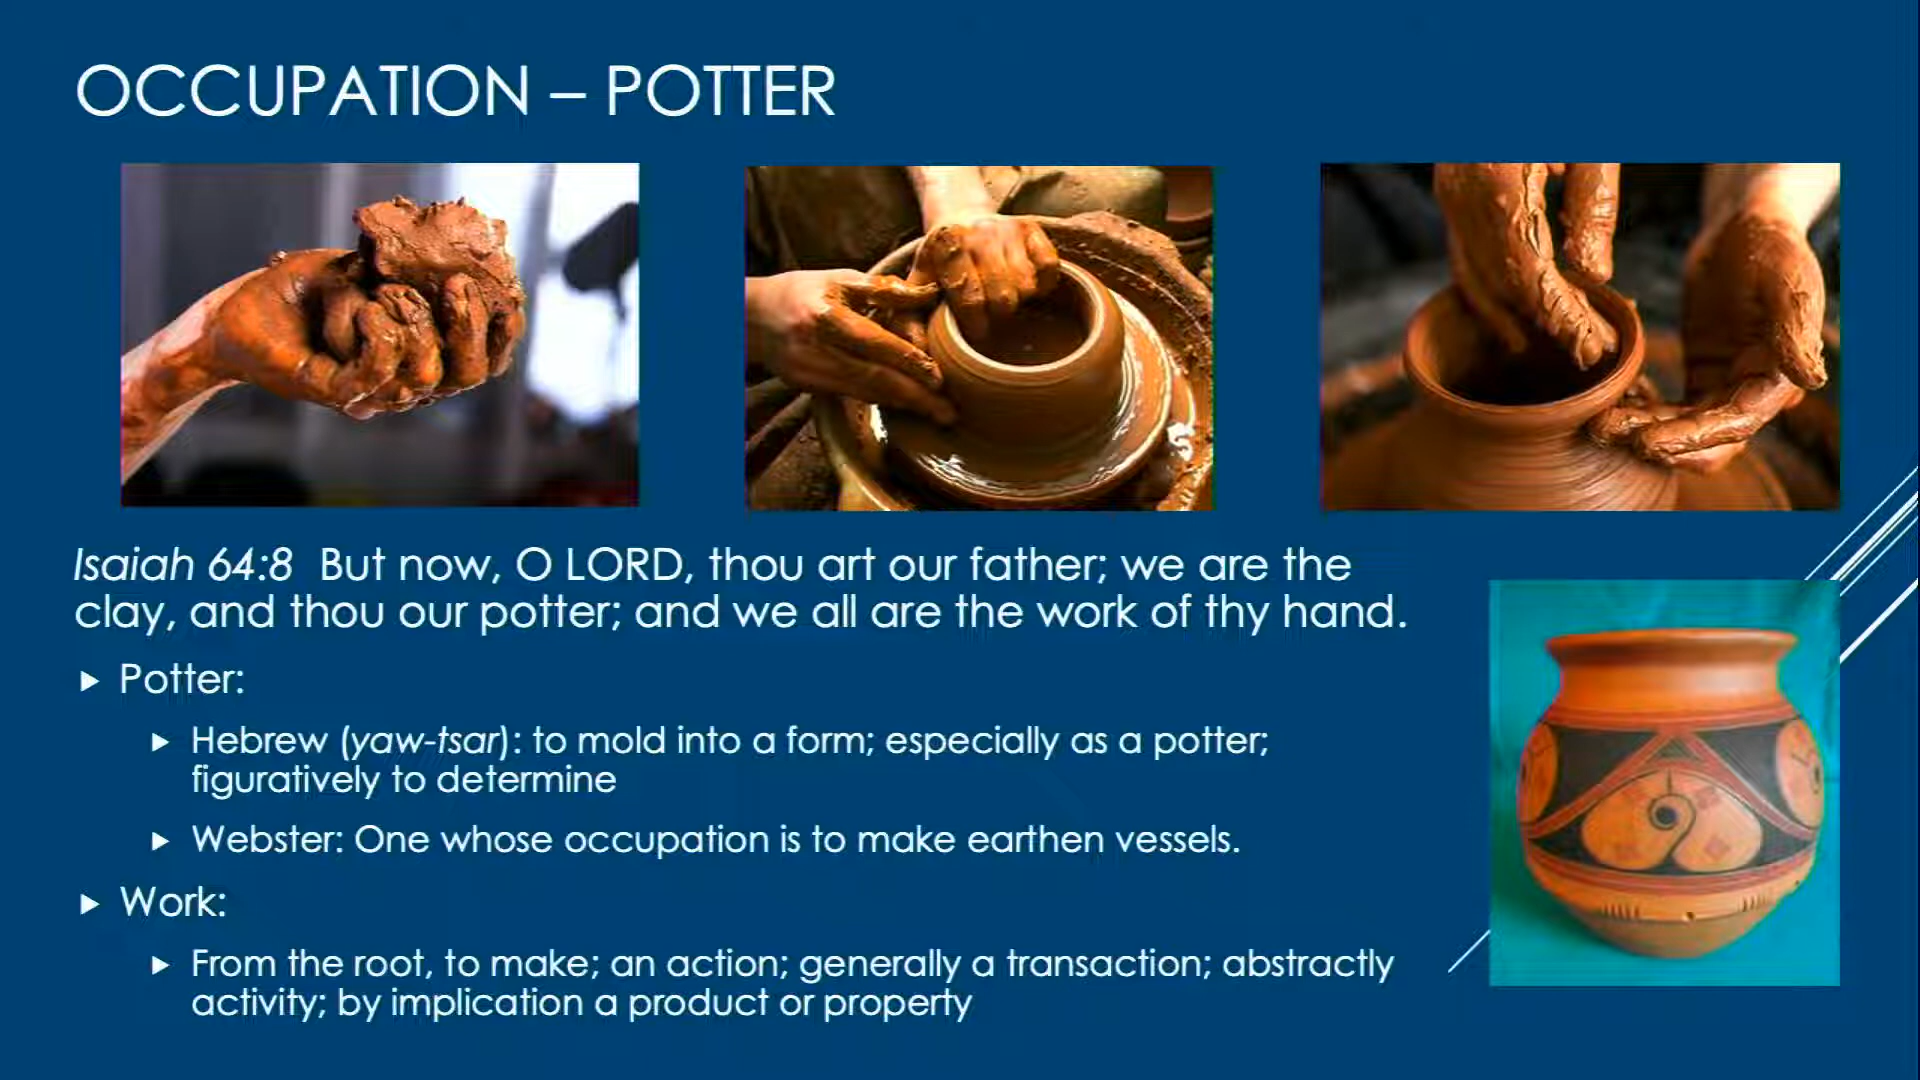 OCCUPATION – POTTER
Isaiah 64:8  But now, O LORD, thou art our father; we are the
clay, and thou our potter; and we all are the work of thy hand.
Potter:
Hebrew (yaw-tsar): to mold into a form; especially as a potter;
figuratively to determine
Webster: One whose occupation is to make earthen vessels.
Work:
From the root, to make; an action; generally a transaction; abstractly
activity; by implication a product or property